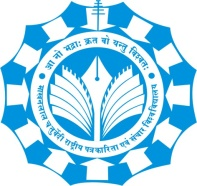 आ नो भद्राः क्रतवो यन्तु विश्वतः
माखनलाल चतुर्वेदी राष्ट्रीय पत्रकारिता एवं संचार विश्वविद्यालय